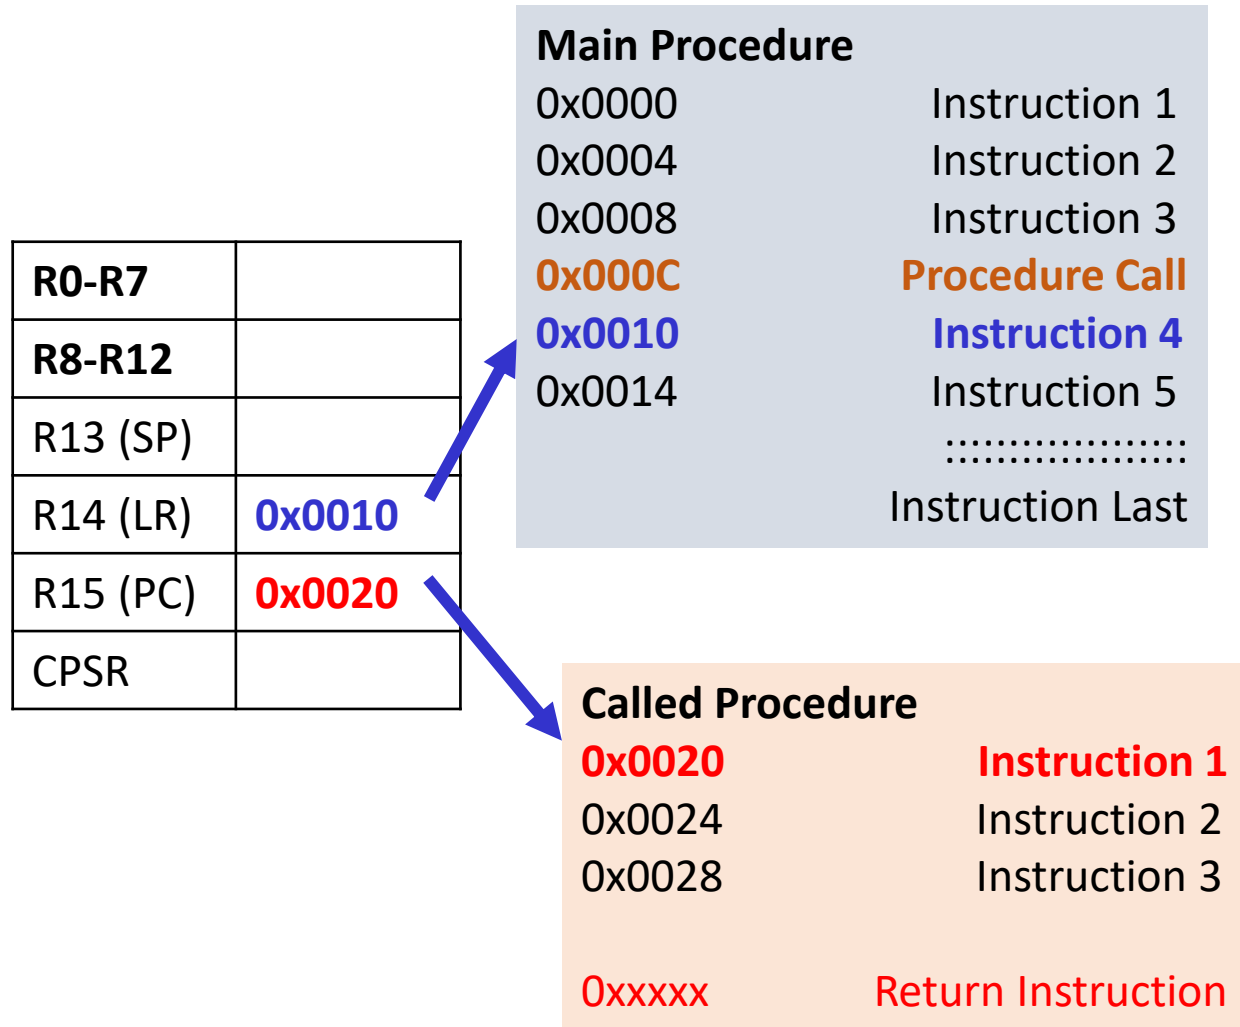 Main Procedure
0x0000 Instruction 1
0x0004 Instruction 2
0x0008 Instruction 3
0x000C Procedure Call
0x0010 Instruction 4
0x0014 Instruction 5
:::::::::::::::::::
Instruction Last
R0-R7
R8-R12
R13 (SP)
R14 (LR) 0x0010
R15 (PC) 0x0020
CPSR
Called Procedure
0x0020 Instruction 1
0x0024 Instruction 2
0x0028 Instruction 3
0xxxxx Return Instruction